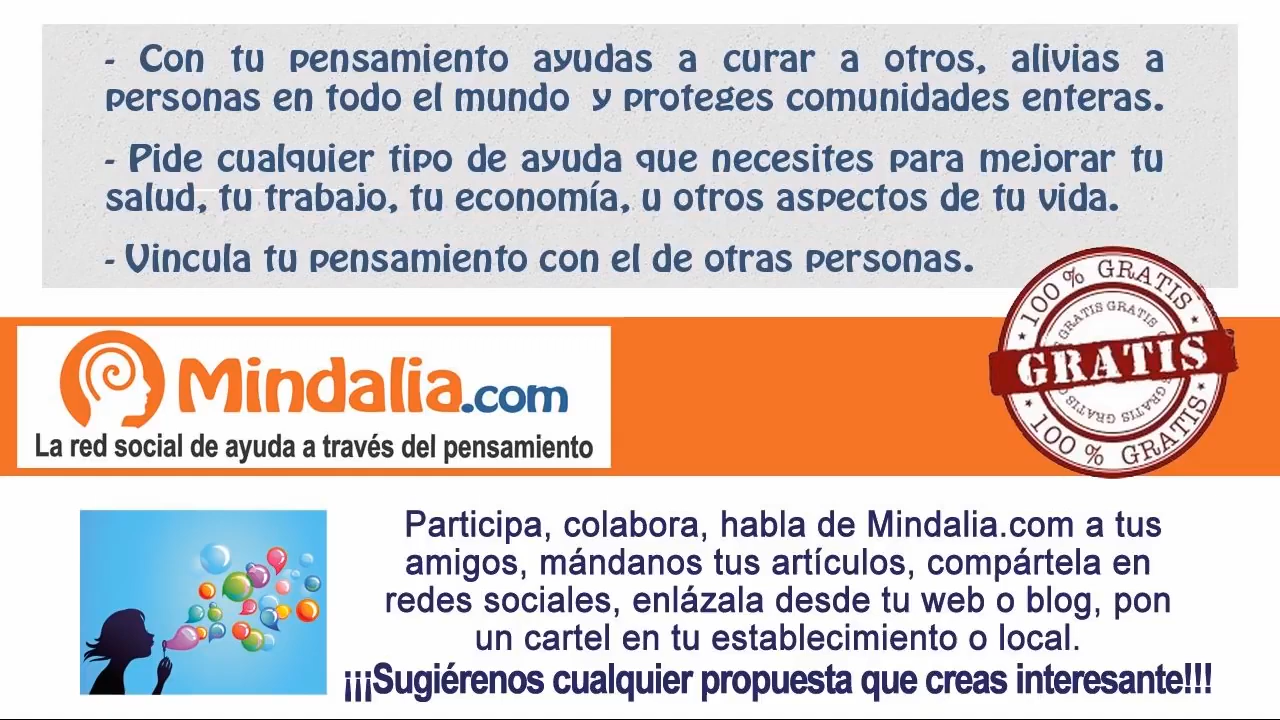 - Con tu pensamiento ayudas a curar a otros, alivias a
personas en todo el mundo y proteges comunidades enteras.
- Pide cualquier tipo de ayuda que necesites para mejorar tu
salud, tu trabajo, tu economía, u otros aspectos de tu vida.
- Vincula tu pensamiento con el de otras personas.
100 % GRATIS
GRATIS GRATIS
GRATIS
GRATIS GRATIS
100 % GRATIS
Mindalia.com
La red social de ayuda a través del pensamiento
Participa, colabora, habla de Mindalia.com a tus
amigos, mándanos tus artículos, compártela en
redes sociales, enlázala desde tu web o blog, pon
un cartel en tu establecimiento o local.
¡¡¡Sugiérenos cualquier propuesta que creas interesante!!!